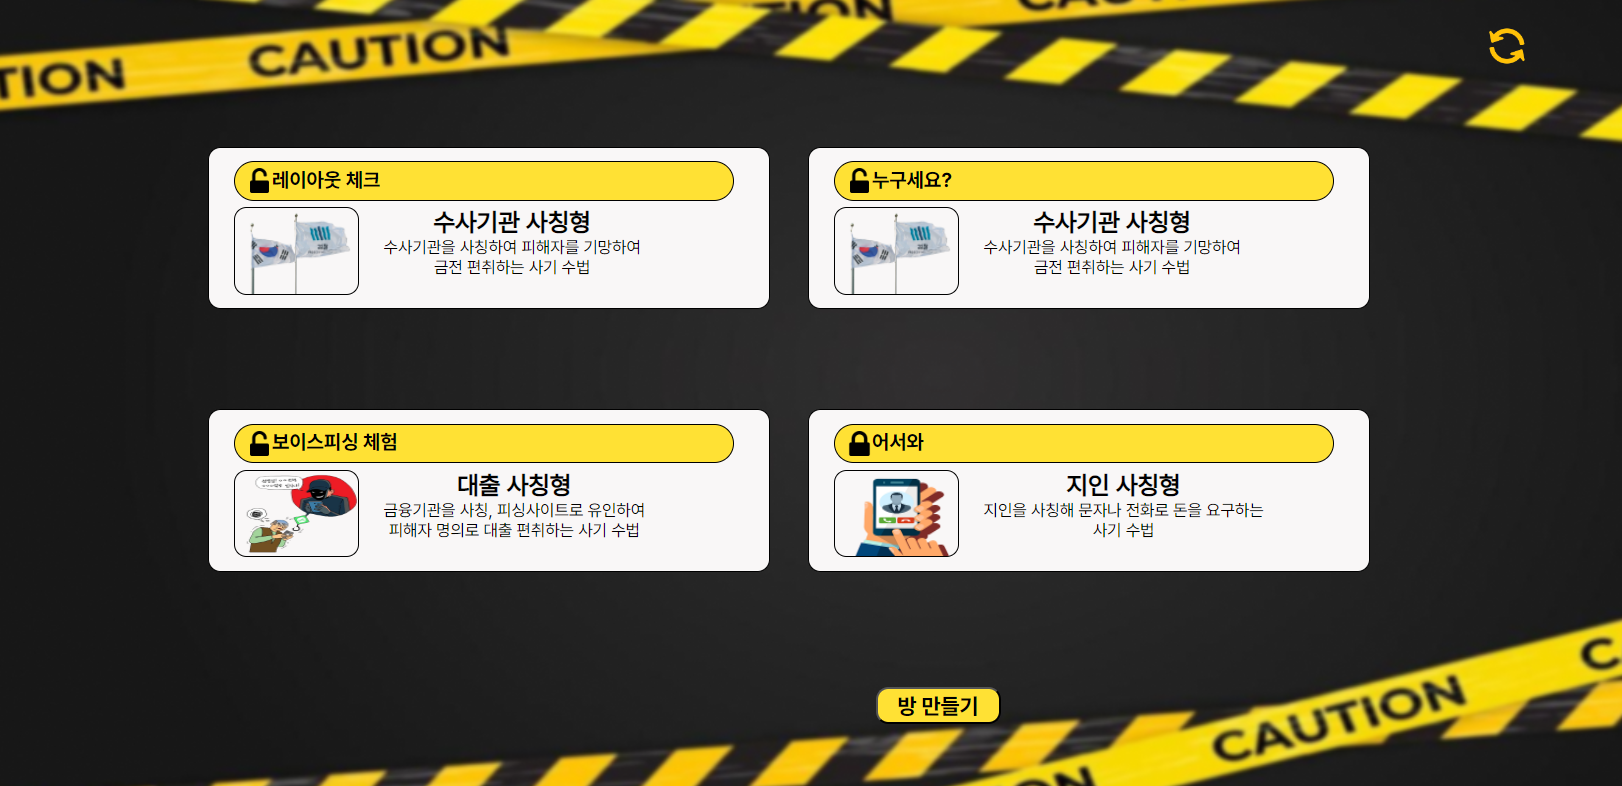 CAUTION
TION
CAUTION
CAUT
레이아웃 체크
수사기관 사칭형
수사기관을 사칭하여 피해자를 기망하여
금전 편취하는 사기 수법
누구세요?
수사기관 사칭형
수사기관을 사칭하여 피해자를 기망하여
금전 편취하는 사기 수법
보이스피싱 체험
대출 사칭형
금융기관을 사칭, 피싱사이트로 유인하여
피해자 명의로 대출 편취하는 사기 수법
어서와
지인 사칭형
지인을 사칭해 문자나 전화로 돈을 요구하는
사기 수법
방 만들기
C
CAUTION
ION